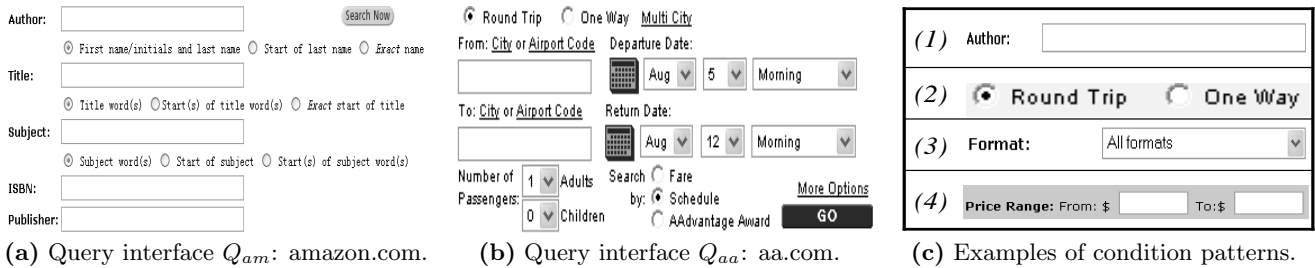 Author:
Search Now
First name/initials and last name Start of last name Exact name
Title:
Title word(s) Start(s) of title word(s) Exact start of title
Subject:
Subject word(s) Start of subject Start(s) of subject word(s)
ISBN:
Publisher:
(a) Query interface Qam: amazon.com.
Round Trip One Way Multi City
From: City or Airport Code Departure Date:
Aug 5 Morning
To: City or Airport Code Return Date:
Aug 12 Morning
Number of Passengers: 1 Adults
0 Children
Search by: Fare
Schedule
AAdvantage Award
More Options
GO
(b) Query interface Qaa: aa.com.
(1) Author:
(2) Round Trip One Way
(3) Format: All formats
(4) Price Range: From: $ To:$
(c) Examples of condition patterns.